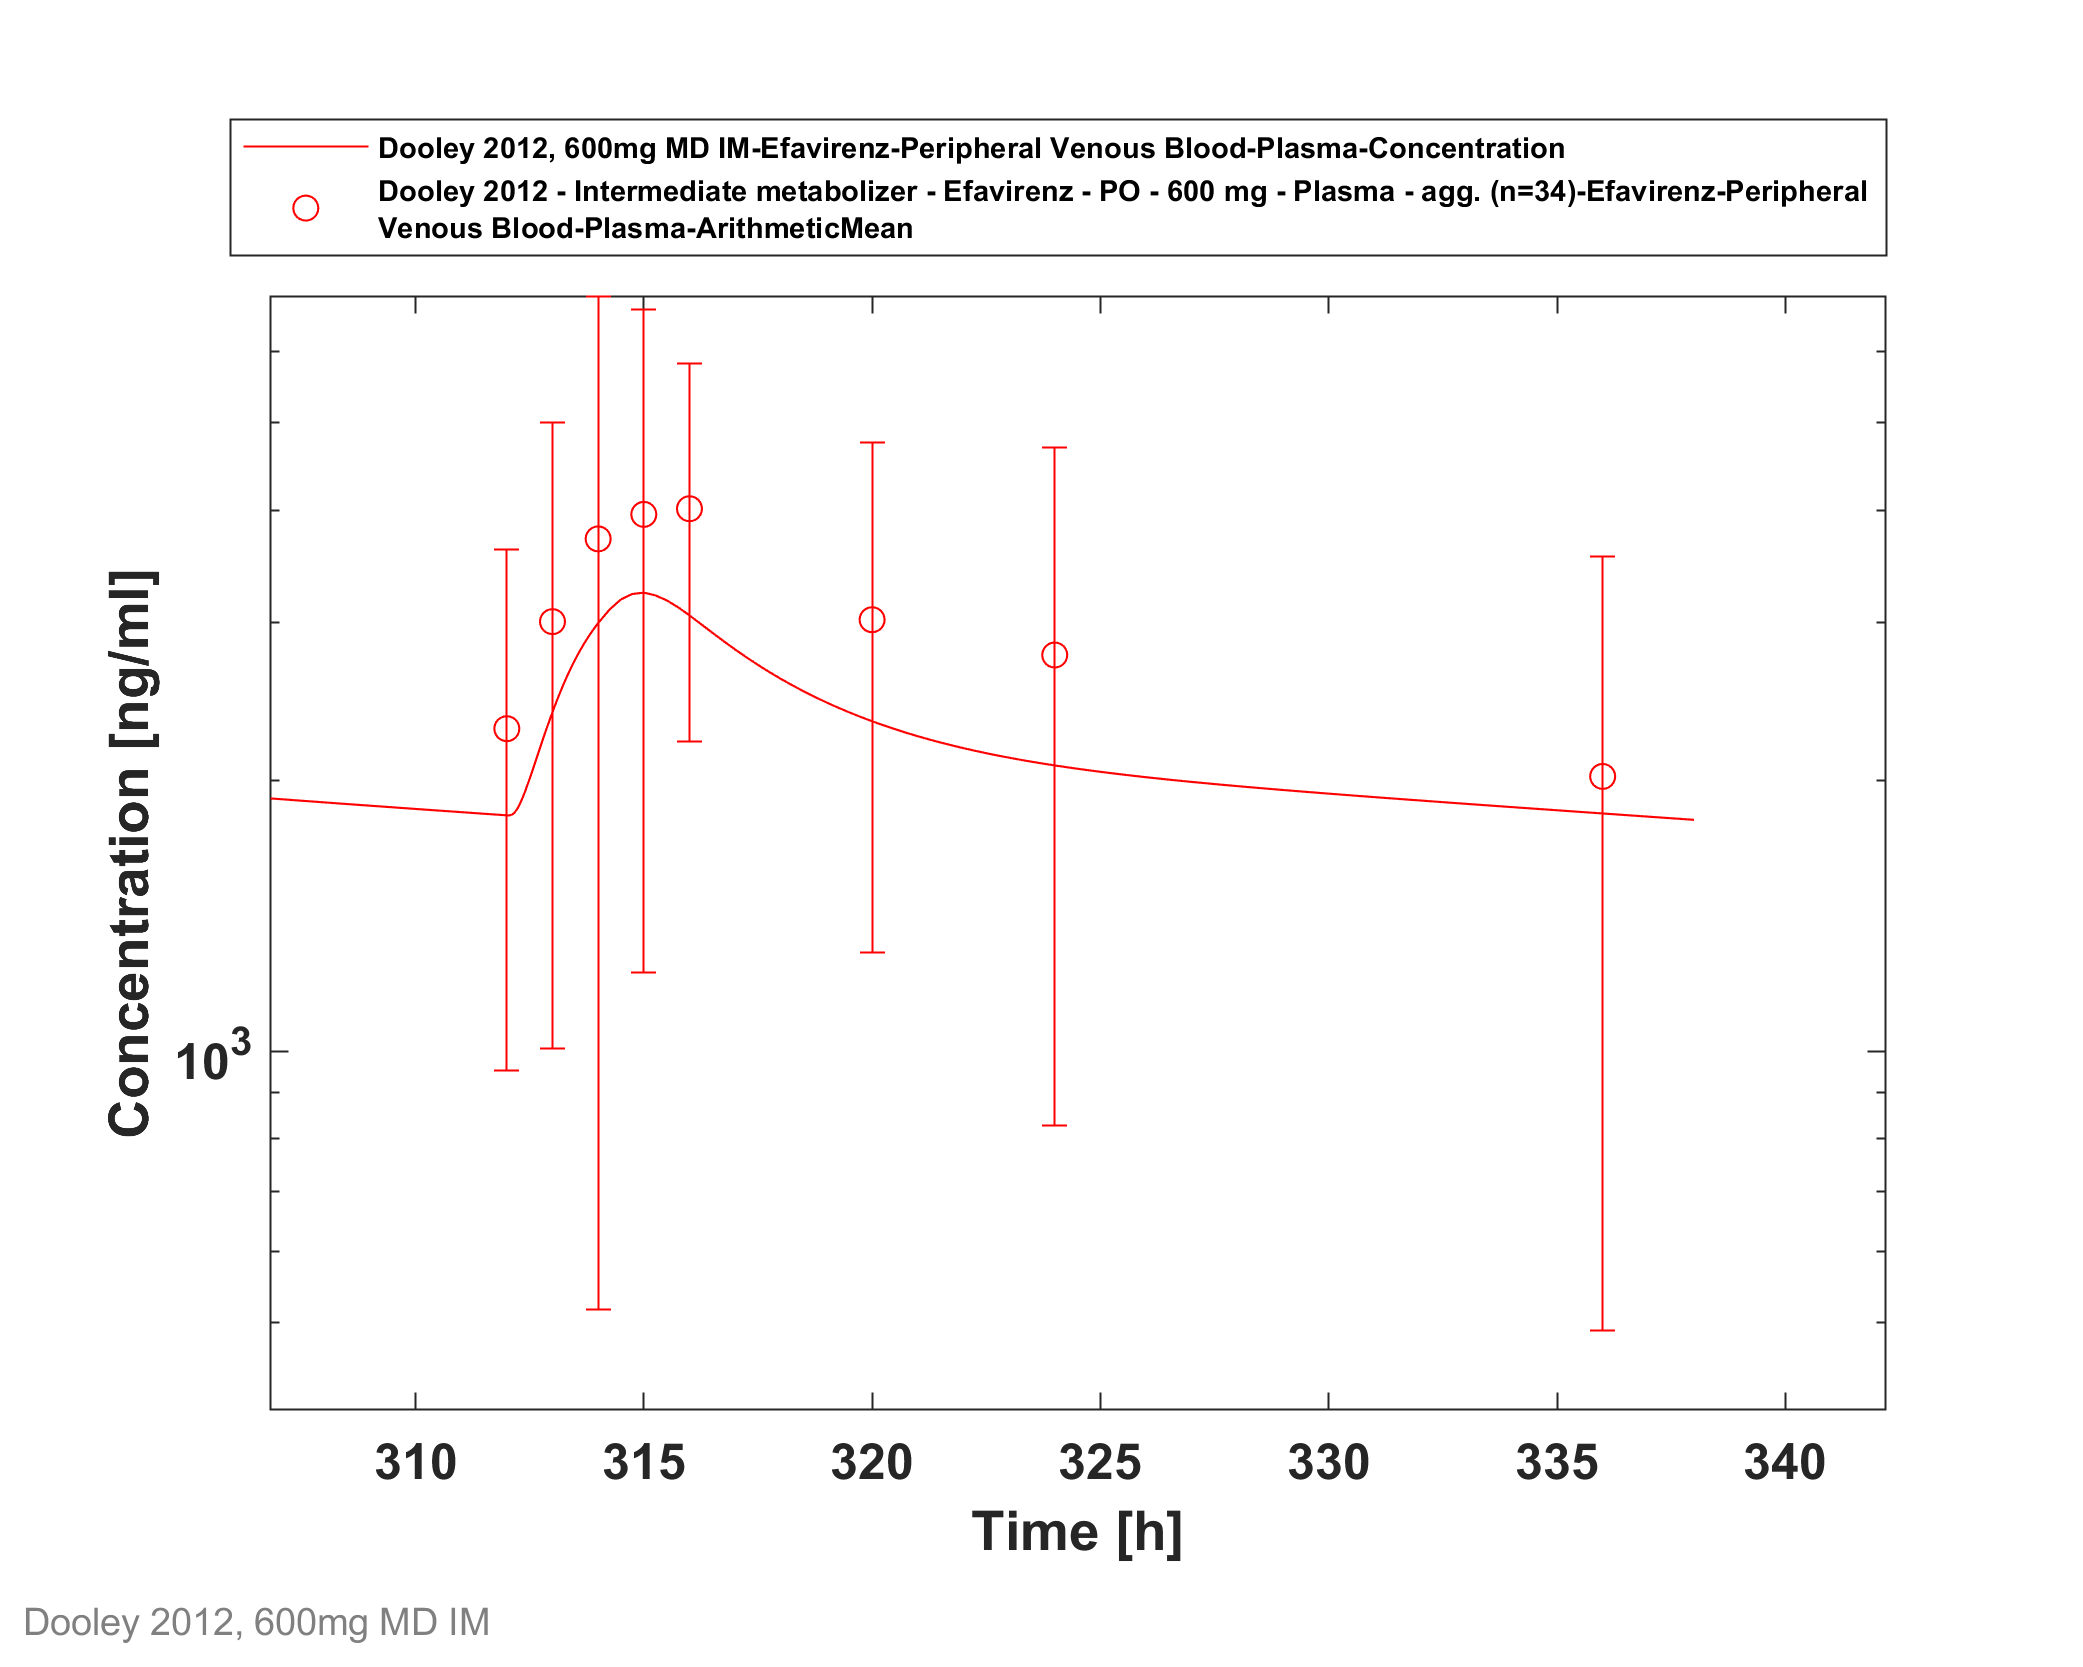 Dooley 2012, 600mg MD IM-Efavirenz-Peripheral Venous Blood-Plasma-Concentration
Dooley 2012 - Intermediate metabolizer - Efavirenz - PO - 600 mg - Plasma - agg. (n=34)-Efavirenz-Peripheral
Venous Blood-Plasma-ArithmeticMean
Concentration [ng/ml]
10³
310 315 320 325 330 335 340
Time [h]
Dooley 2012, 600mg MD IM